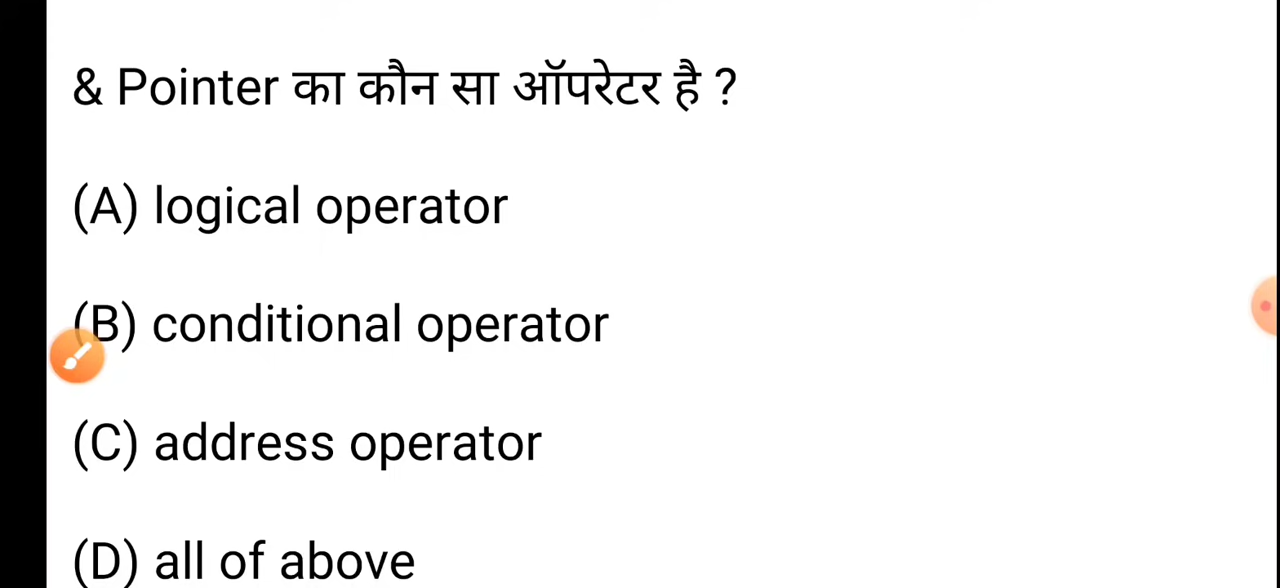 & Pointer का कौन सा ऑपरेटर है ?
(A) logical operator
(B) conditional operator
(C) address operator
(D) all of above